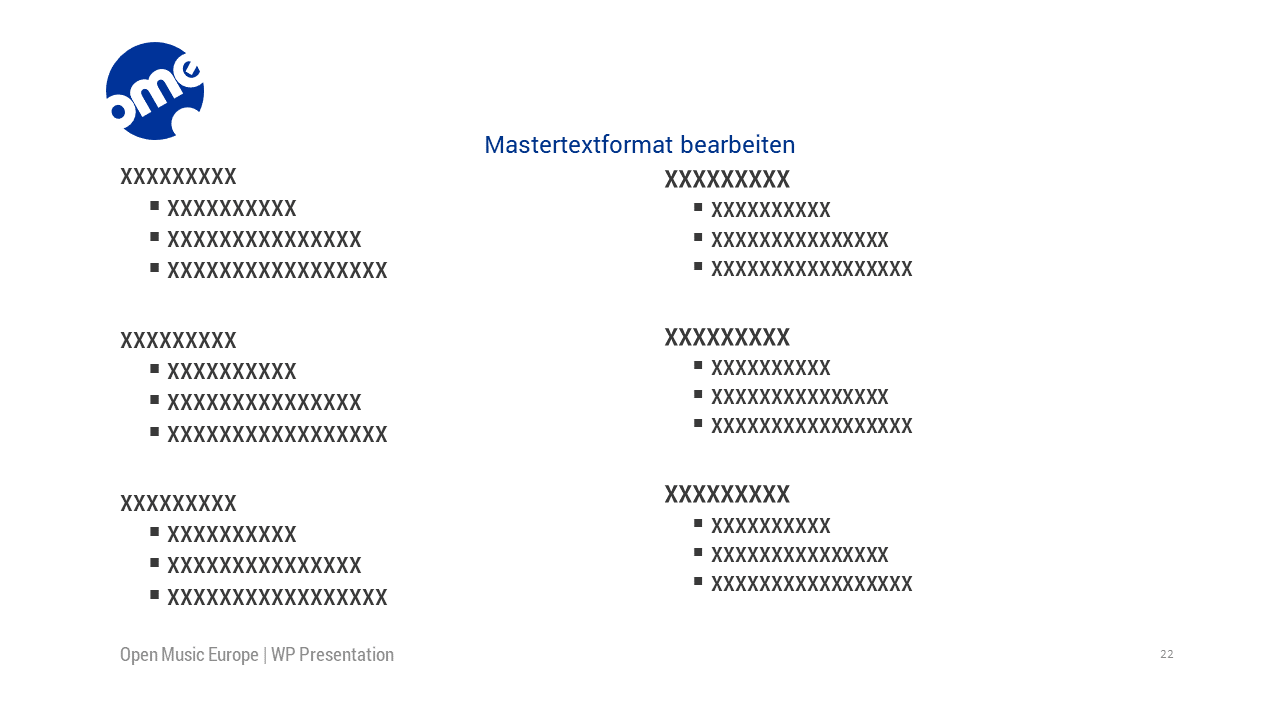 ome
Mastertextformat bearbeiten
XXXXXXXXX
▪ XXXXXXXXXX
▪ XXXXXXXXXXXXXXX
▪ XXXXXXXXXXXXXXXXX
XXXXXXXXX
▪ XXXXXXXXXX
▪ XXXXXXXXXXXXXXX
▪ XXXXXXXXXXXXXXXXX
XXXXXXXXX
▪ XXXXXXXXXX
▪ XXXXXXXXXXXXXXX
▪ XXXXXXXXXXXXXXXXX
XXXXXXXXX
▪ XXXXXXXXXX
▪ XXXXXXXXXXXXXXX
▪ XXXXXXXXXXXXXXXXX
XXXXXXXXX
▪ XXXXXXXXXX
▪ XXXXXXXXXXXXXXX
▪ XXXXXXXXXXXXXXXXX
XXXXXXXXX
▪ XXXXXXXXXX
▪ XXXXXXXXXXXXXXX
▪ XXXXXXXXXXXXXXXXX
Open Music Europe | WP Presentation
22